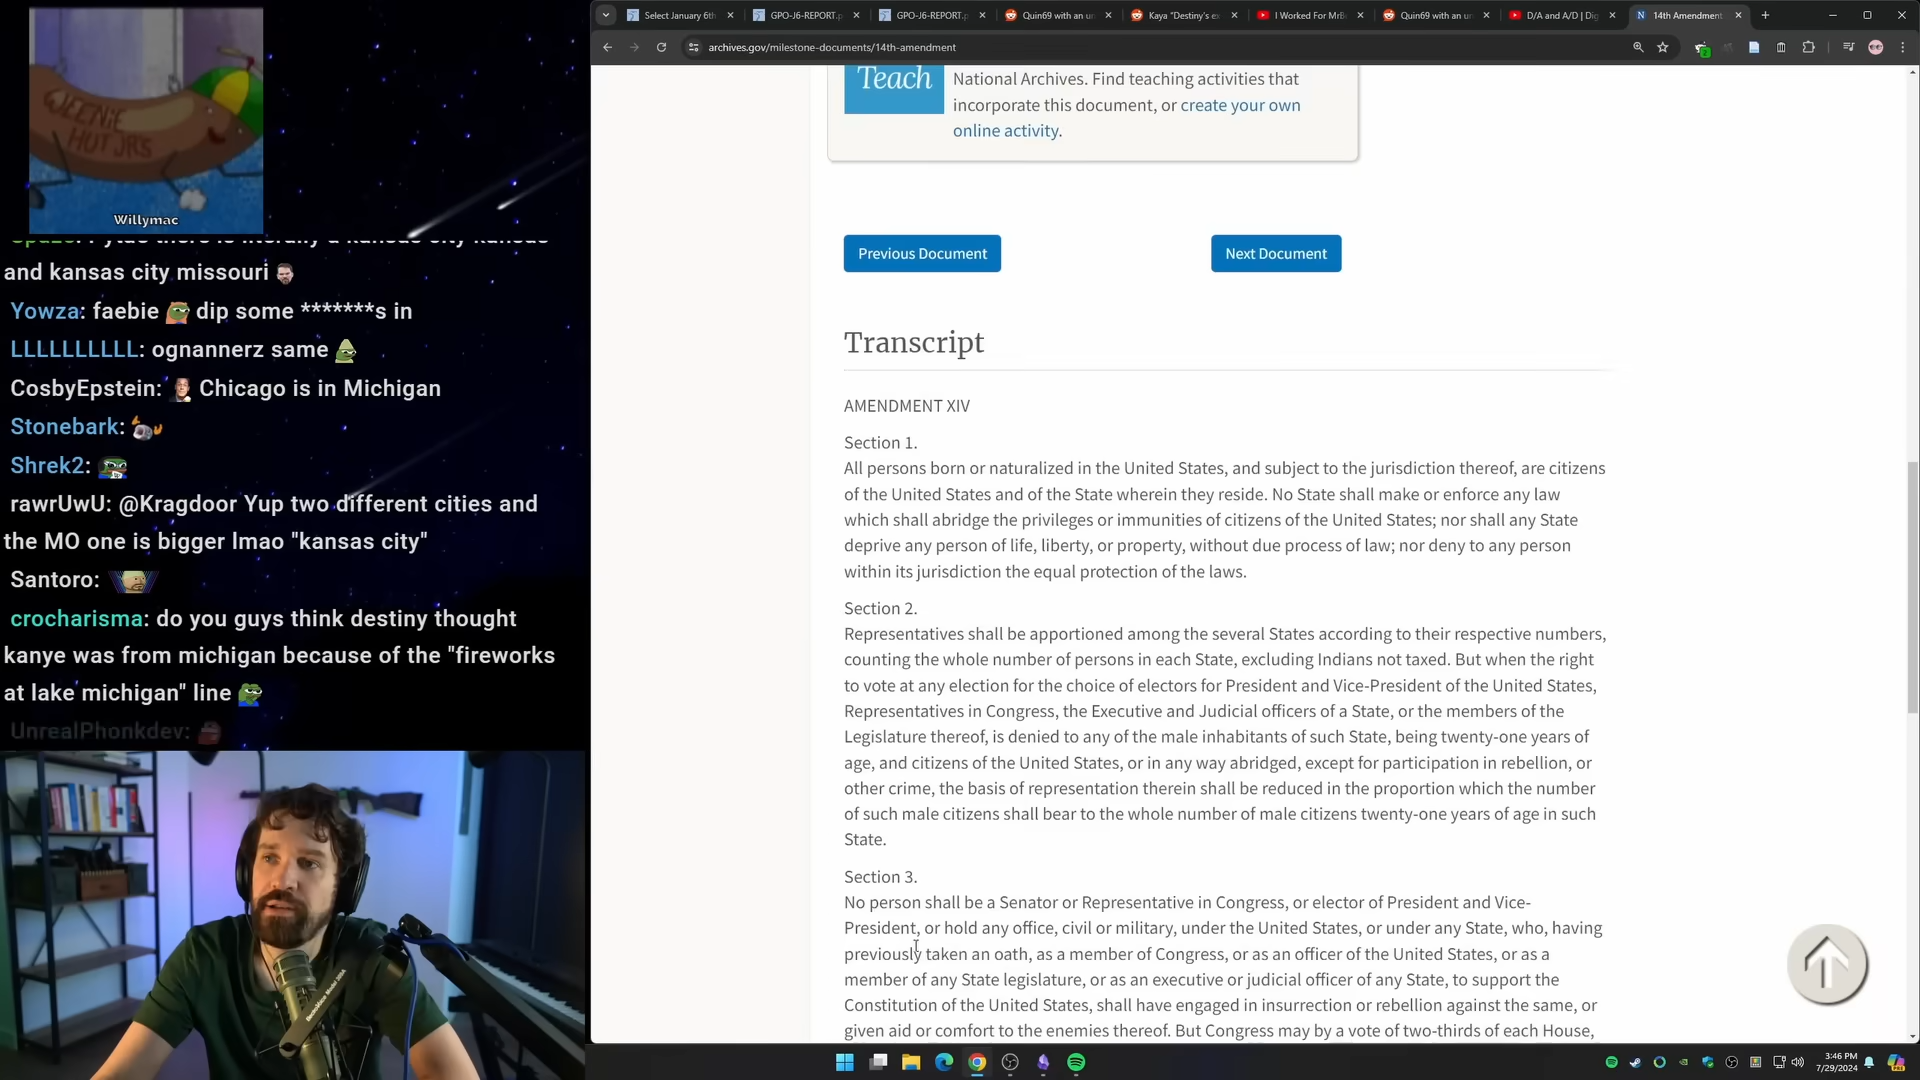 WEENIE
HUT JR'S
Willymac
and kansas city missouri
Yowza: faebie dip some *******s in
LLLLLLLLLL: ognannerz same
CosbyEpstein: Chicago is in Michigan
Stonebark:
Shrek2:
rawrUwU: @Kragdoor Yup two different cities and
the MO one is bigger lmao "kansas city"
Santoro:
crocharisma: do you guys think destiny thought
kanye was from michigan because of the "fireworks
at lake michigan" line
UnrealPhonkdev:
Select January 6th
GPO-J6-REPORT.p
GPO-J6-REPORT.p
Quin69 with an un
Kaya "Destiny's ex
I Worked For MrB
Quin69 with an un
D/A and A/D | Dig
14th Amendment
archives.gov/milestone-documents/14th-amendment
Teach
National Archives. Find teaching activities that
incorporate this document, or create your own
online activity.
Previous Document
Next Document
Transcript
AMENDMENT XIV
Section 1.
All persons born or naturalized in the United States, and subject to the jurisdiction thereof, are citizens
of the United States and of the State wherein they reside. No State shall make or enforce any law
which shall abridge the privileges or immunities of citizens of the United States; nor shall any State
deprive any person of life, liberty, or property, without due process of law; nor deny to any person
within its jurisdiction the equal protection of the laws.
Section 2.
Representatives shall be apportioned among the several States according to their respective numbers,
counting the whole number of persons in each State, excluding Indians not taxed. But when the right
to vote at any election for the choice of electors for President and Vice-President of the United States,
Representatives in Congress, the Executive and Judicial officers of a State, or the members of the
Legislature thereof, is denied to any of the male inhabitants of such State, being twenty-one years of
age, and citizens of the United States, or in any way abridged, except for participation in rebellion, or
other crime, the basis of representation therein shall be reduced in the proportion which the number
of such male citizens shall bear to the whole number of male citizens twenty-one years of age in such
State.
Section 3.
No person shall be a Senator or Representative in Congress, or elector of President and Vice-
President, or hold any office, civil or military, under the United States, or under any State, who, having
previously taken an oath, as a member of Congress, or as an officer of the United States, or as a
member of any State legislature, or as an executive or judicial officer of any State, to support the
Constitution of the United States, shall have engaged in insurrection or rebellion against the same, or
given aid or comfort to the enemies thereof. But Congress may by a vote of two-thirds of each House,
3:46 PM
7/29/2024